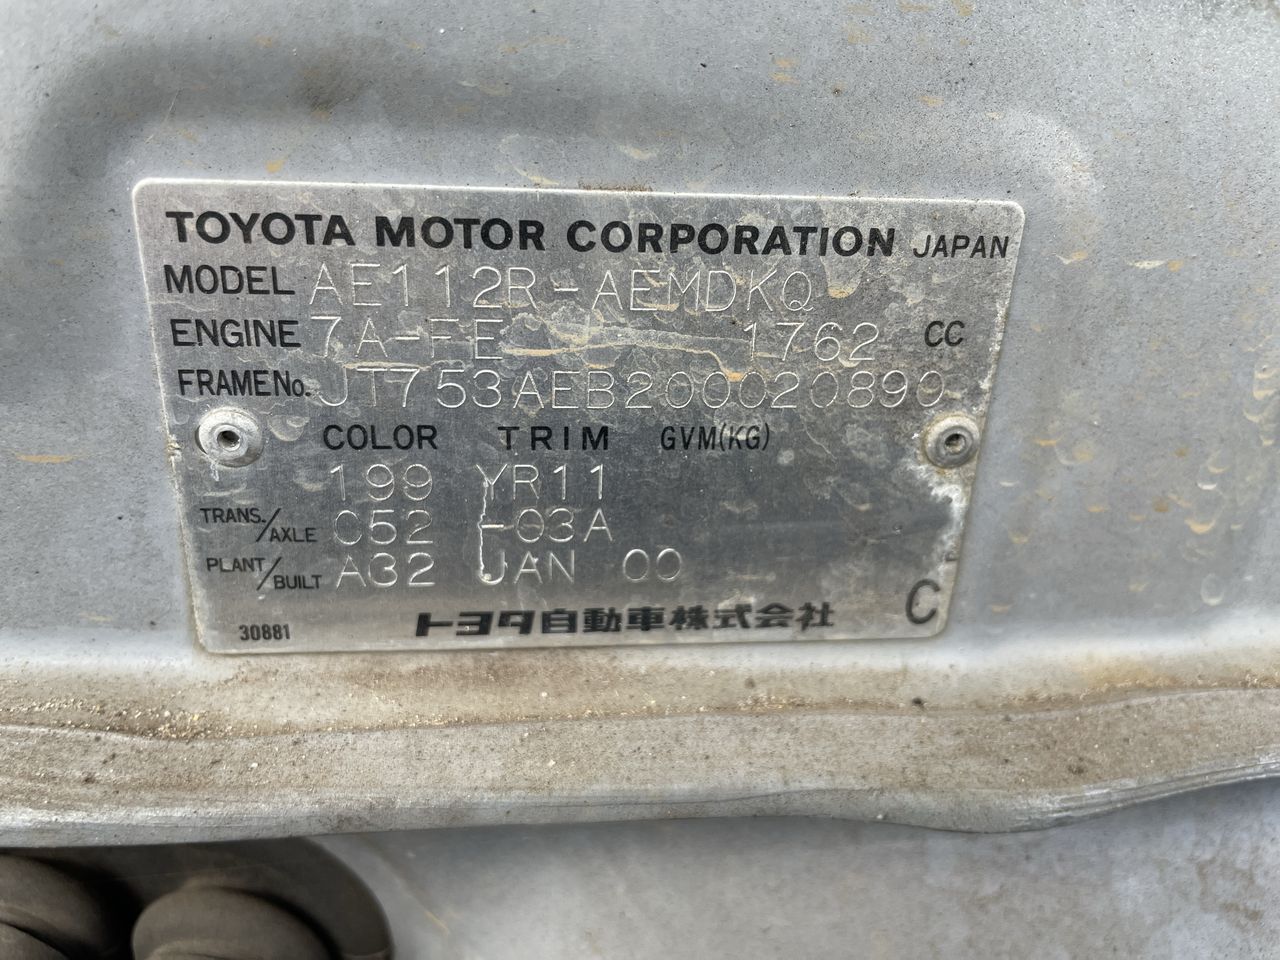 TOYOTA MOTOR CORPORATION JAPAN
MODEL AE112R-AEMDKQ
ENGINE 7A-FE 1762 CC
FRAME No. JT753AEB200020890
COLOR TRIM GVM(KG)
199 YR11
TRANS./AXLE C52 -03A
PLANT/BUILT A32 JAN 00
30881 トヨタ自動車株式会社 C